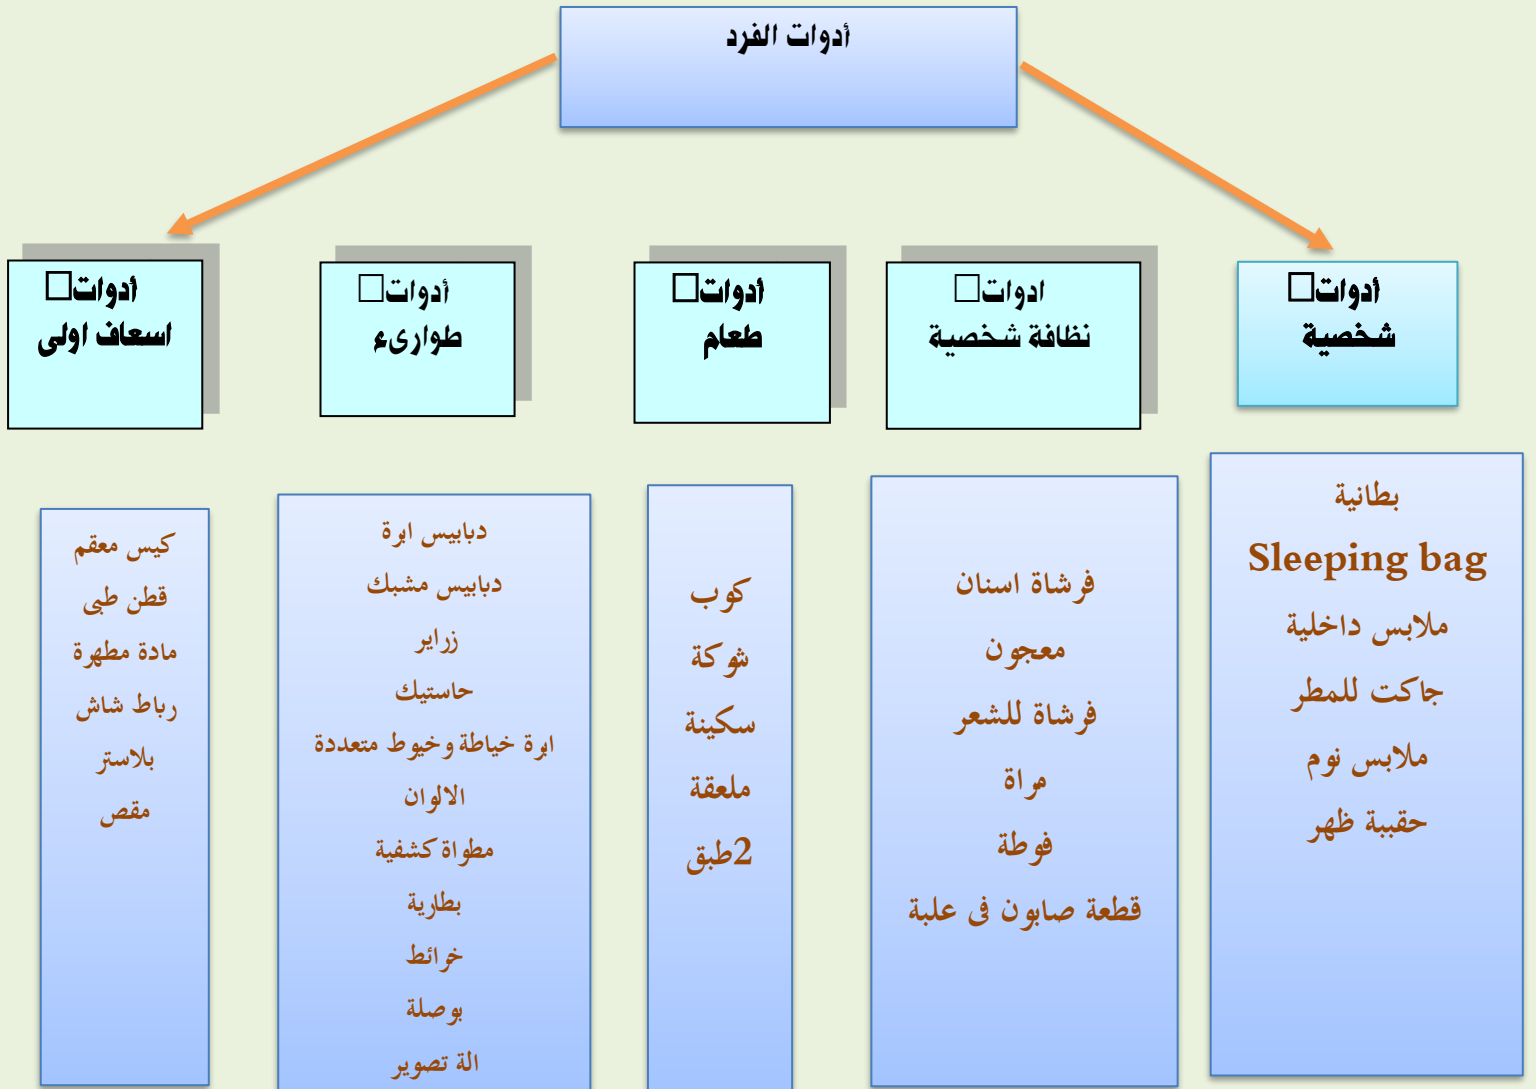 أدوات الفرد
أدوات
شخصية
ادوات
نظافة شخصية
أدوات
طعام
أدوات
طوارىء
أدوات
اسعاف اولى
بطانية
Sleeping bag
ملابس داخلية
جاكت للمطر
ملابس نوم
حقيبة ظهر
فرشاة اسنان
معجون
فرشاة للشعر
مراة
فوطة
قطعة صابون فى علبة
كوب
شوكة
سكينة
ملعقة
2طبق
دبابيس ابرة
دبابيس مشبك
زراير
حاستيك
ابرة خياطة وخيوط متعددة
الالوان
مطواة كشفية
بطارية
خرائط
بوصلة
الة تصوير
كيس معقم
قطن طبى
مادة مطهرة
رباط شاش
بلاستر
مقص